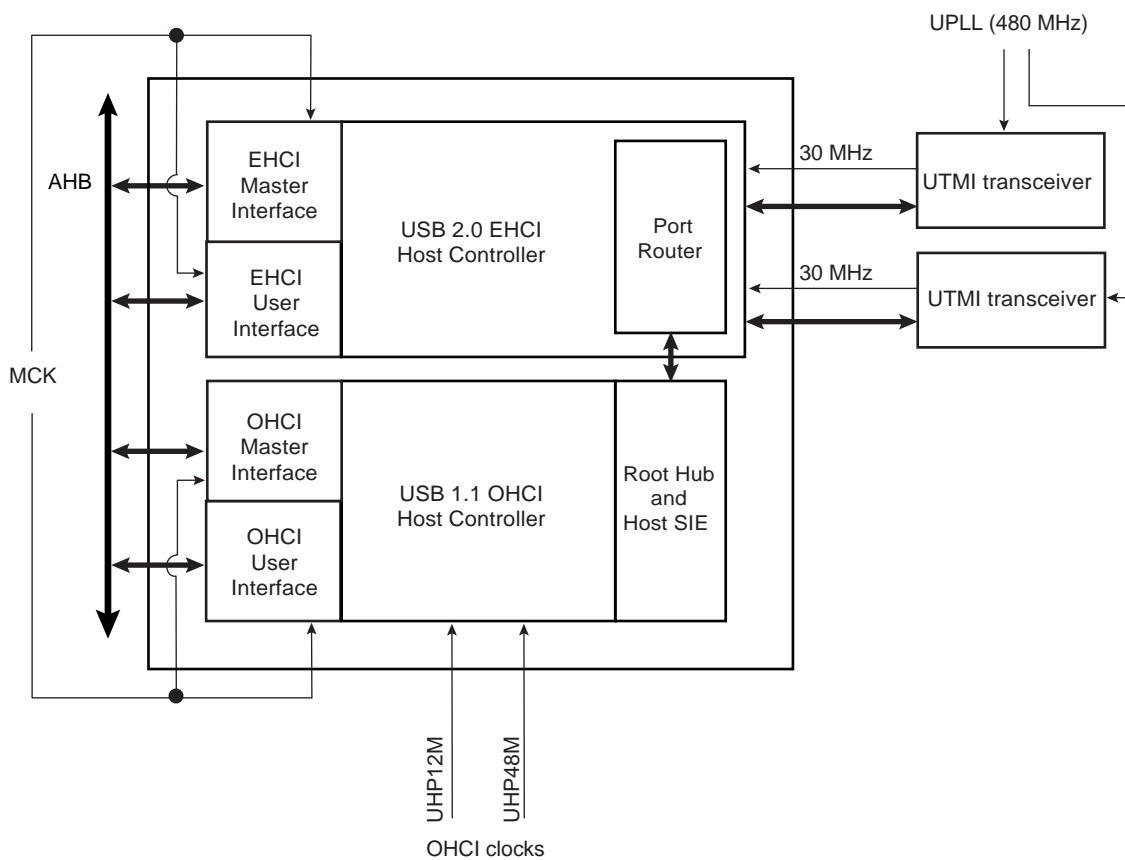 UPLL (480 MHz)
EHCI
Master
Interface
AHB
USB 2.0 EHCI
Host Controller
Port
Router
30 MHz
UTMI transceiver
EHCI
User
Interface
30 MHz
UTMI transceiver
MCK
OHCI
Master
Interface
USB 1.1 OHCI
Host Controller
Root Hub
and
Host SIE
OHCI
User
Interface
UHP12M
UHP48M
OHCI clocks